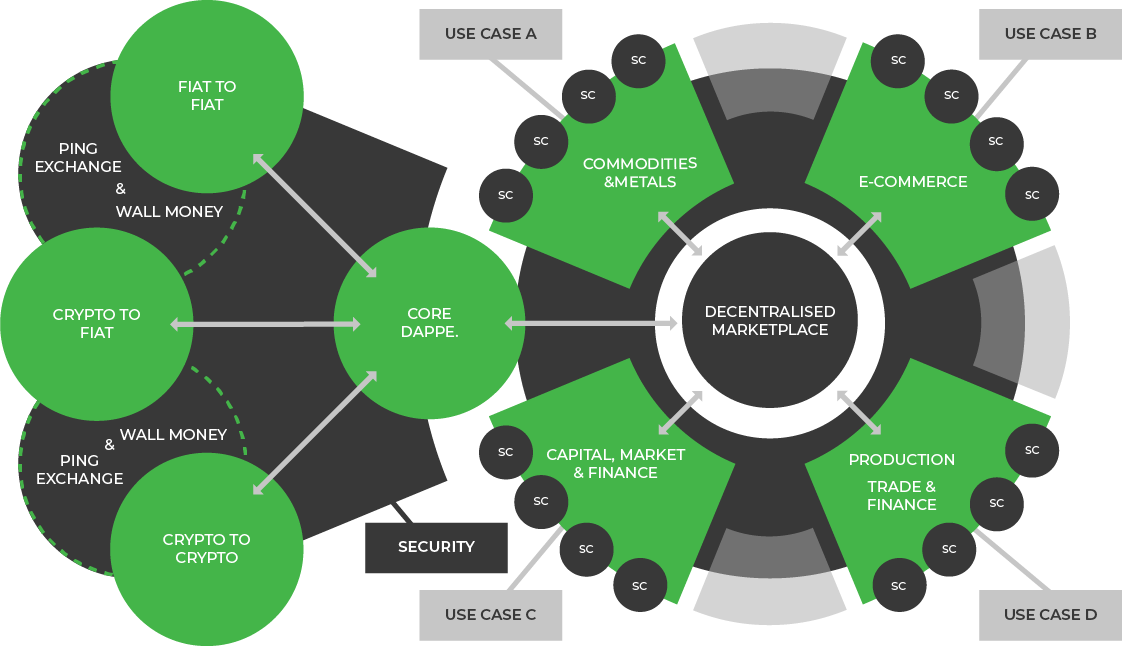 FIAT TO
FIAT
PING
EXCHANGE
&
WALL MONEY
CRYPTO TO
FIAT
& WALL MONEY
PING
EXCHANGE
CRYPTO TO
CRYPTO
CORE
DAPPE.
SECURITY
USE CASE A
SC
SC
SC
SC
COMMODITIES
&METALS
USE CASE B
SC
SC
SC
SC
E-COMMERCE
DECENTRALISED
MARKETPLACE
CAPITAL, MARKET
& FINANCE
SC
SC
SC
SC
USE CASE C
PRODUCTION
TRADE &
FINANCE
SC
SC
SC
SC
USE CASE D